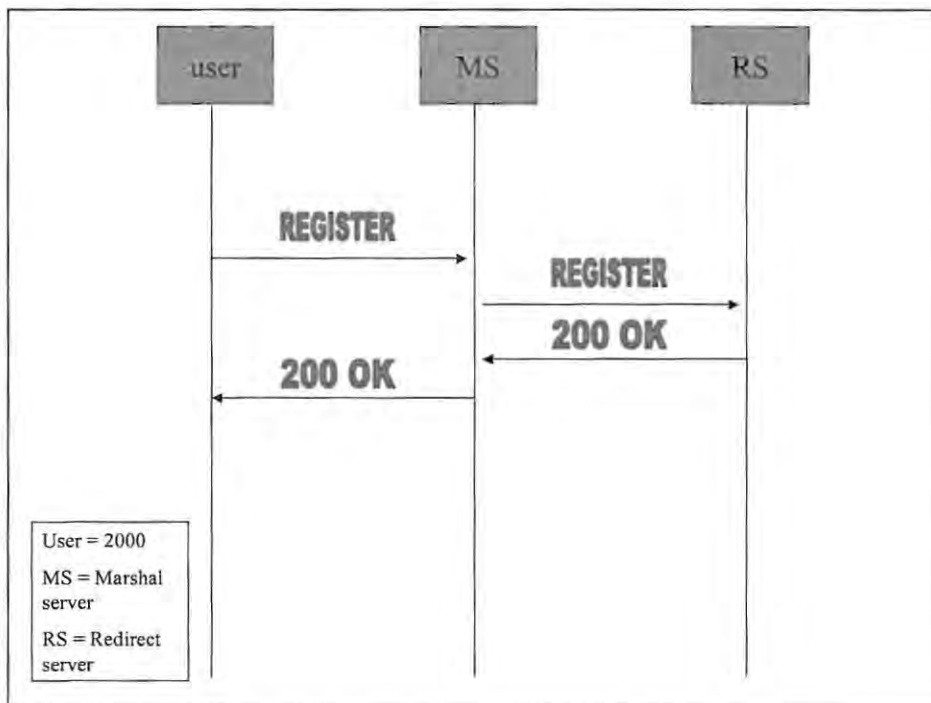 user
MS
RS
REGISTER
REGISTER
200 OK
200 OK
User = 2000
MS = Marshal
server
RS = Redirect
server